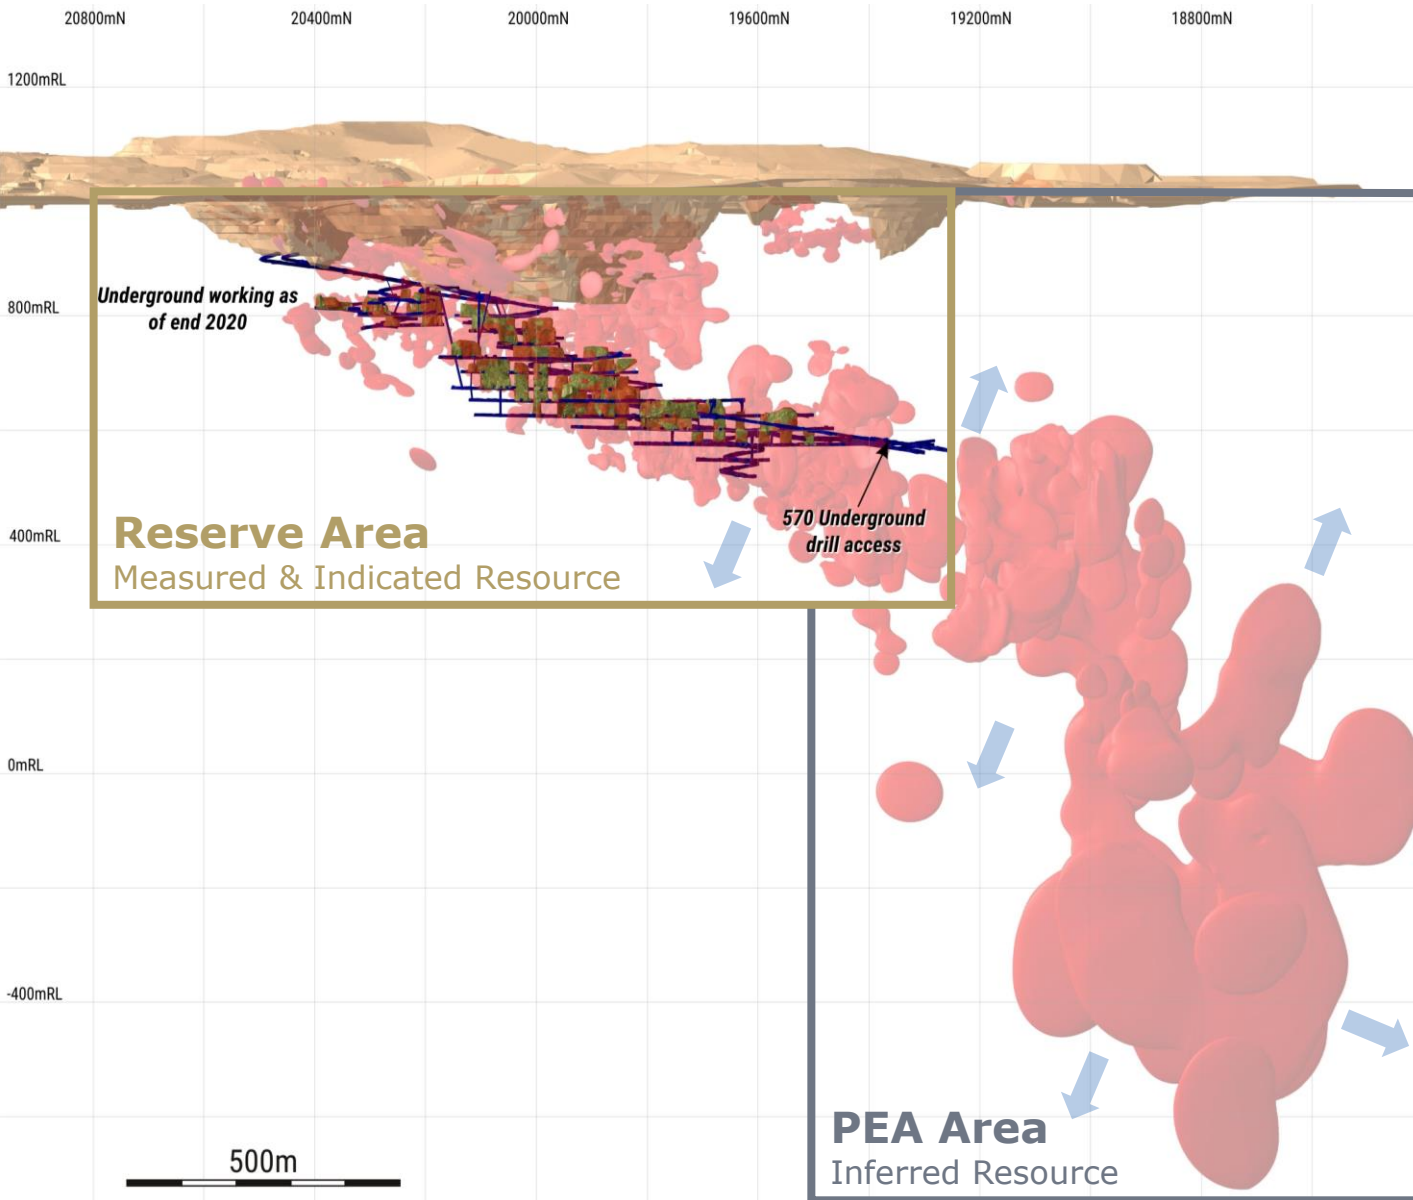 20800mN
20400mN
20000mN
19600mN
19200mN
18800mN
1200mRL
800mRL
400mRL
0mRL
-400mRL
Underground working as
of end 2020
570 Underground
drill access
Reserve Area
Measured & Indicated Resource
PEA Area
Inferred Resource
500m